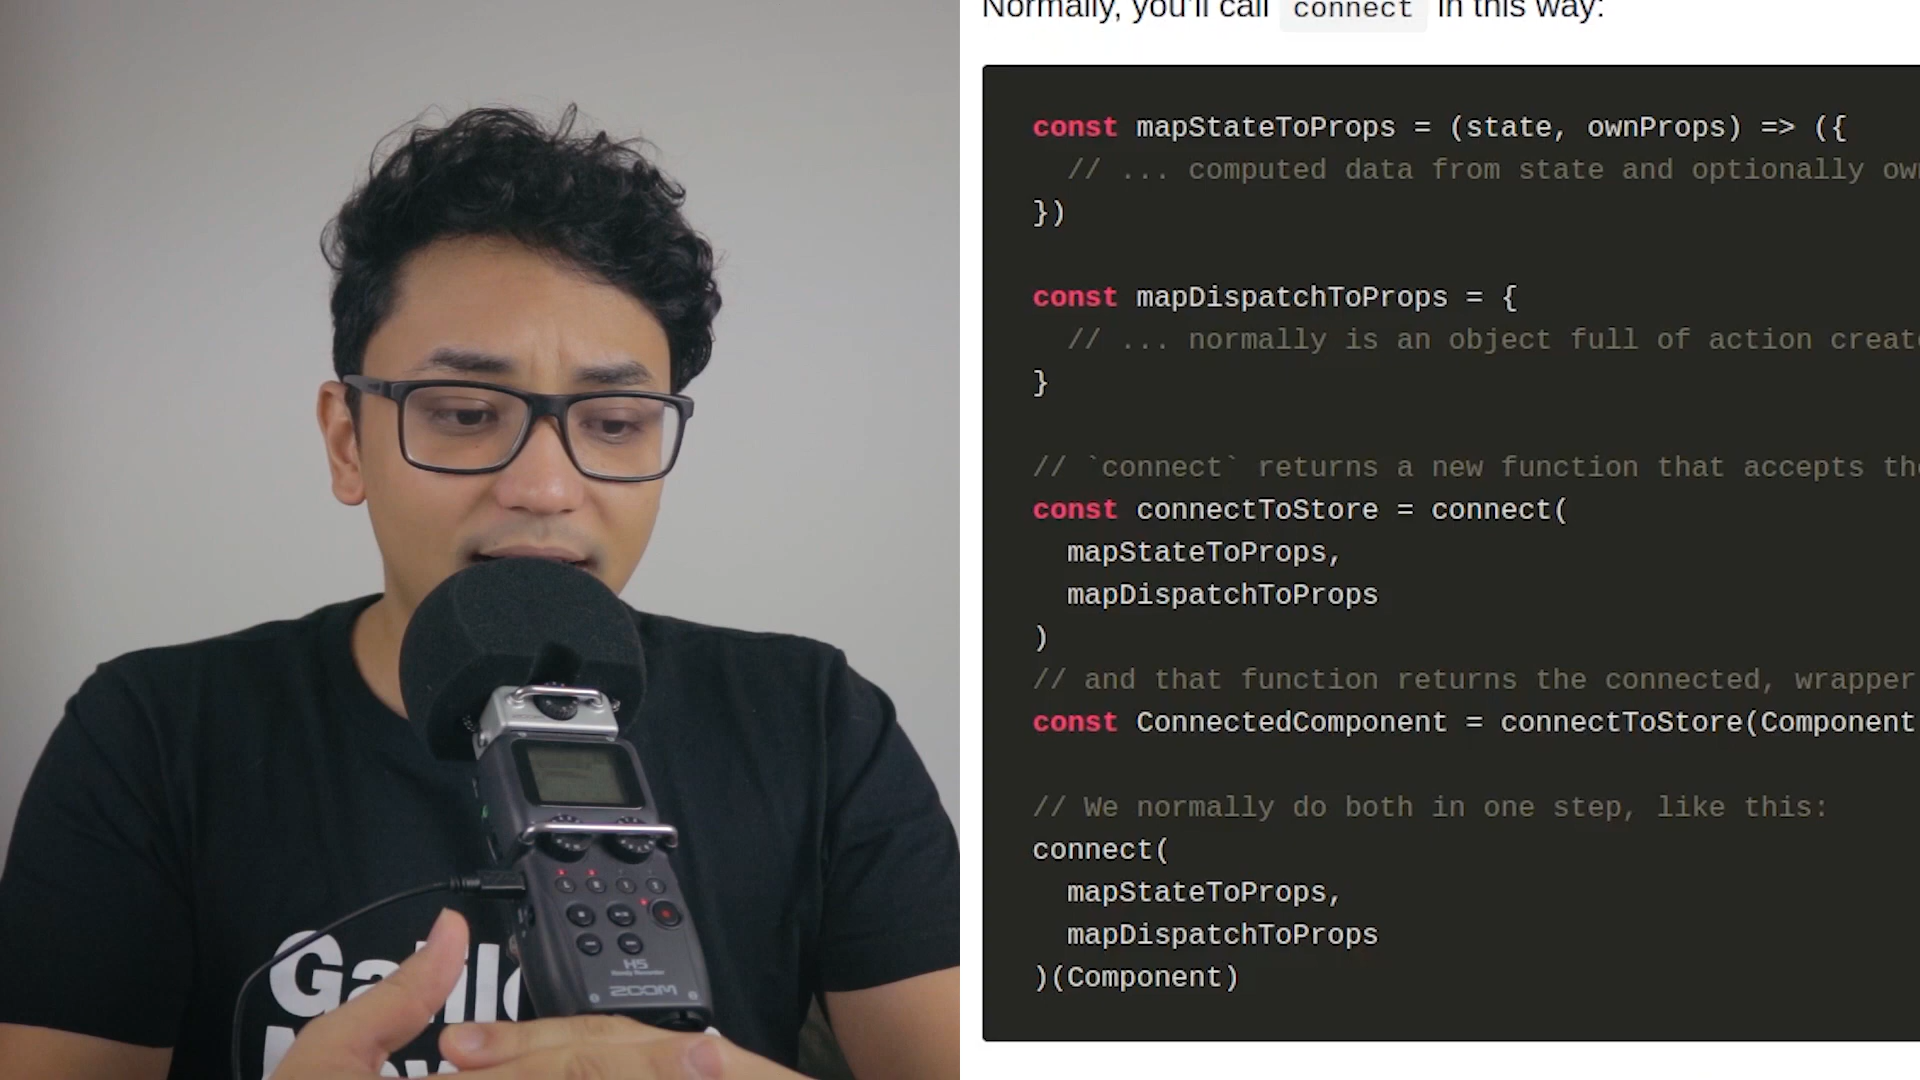 Normally, you'll call connect in this way:
const mapStateToProps = (state, ownProps) => ({
// ... computed data from state and optionally
})
const mapDispatchToProps = {
// ... normally is an object full of action
}
// `connect` returns a new function that accepts
const connectToStore = connect(
mapStateToProps,
mapDispatchToProps
)
// and that function returns the connected, wrapper
const ConnectedComponent = connectToStore(Component
// We normally do both in one step, like this:
connect(
mapStateToProps,
mapDispatchToProps
)(Component)
H5
Handy Recorder
ZOOM